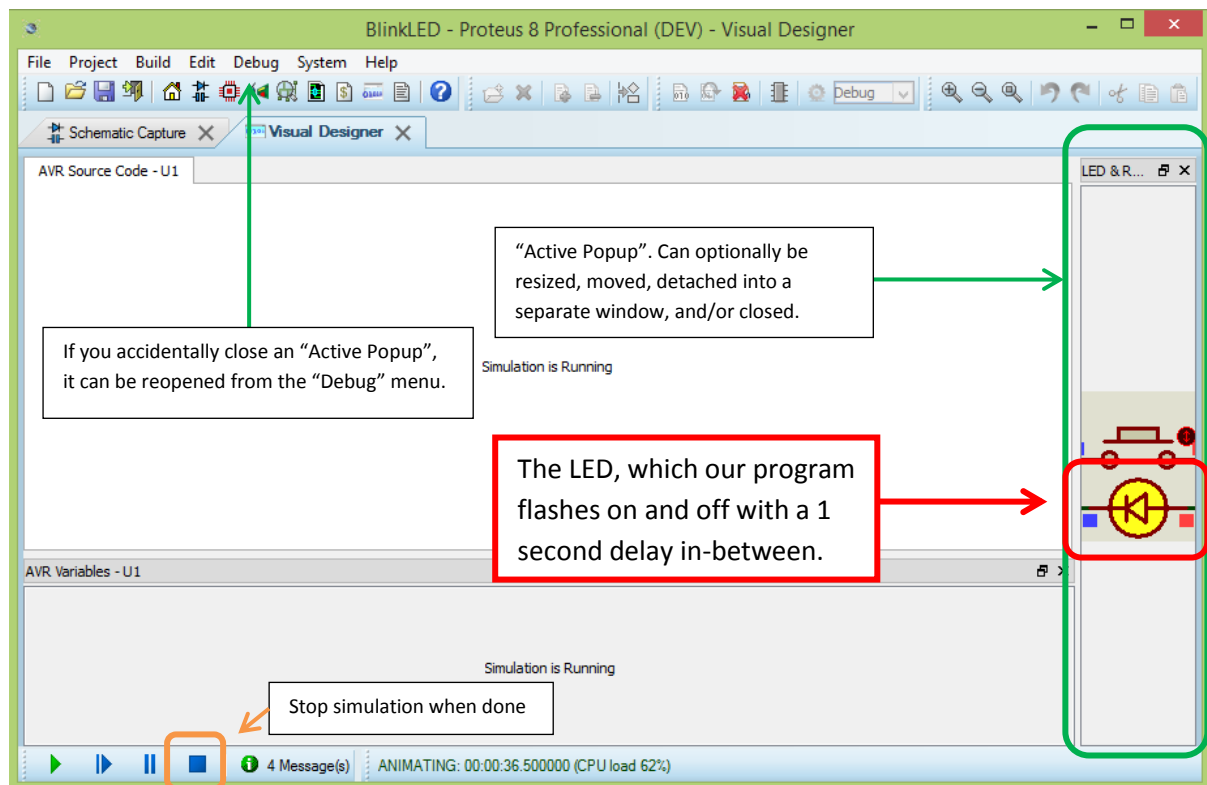 BlinkLED - Proteus 8 Professional (DEV) - Visual Designer
File Project Build Edit Debug System Help
Debug
Schematic Capture Visual Designer
AVR Source Code - U1
LED & R...
“Active Popup”. Can optionally be
resized, moved, detached into a
separate window, and/or closed.
If you accidentally close an “Active Popup”,
it can be reopened from the “Debug” menu.
Simulation is Running
The LED, which our program
flashes on and off with a 1
second delay in-between.
AVR Variables - U1
Simulation is Running
Stop simulation when done
4 Message(s) ANIMATING: 00:00:36.500000 (CPU load 62%)